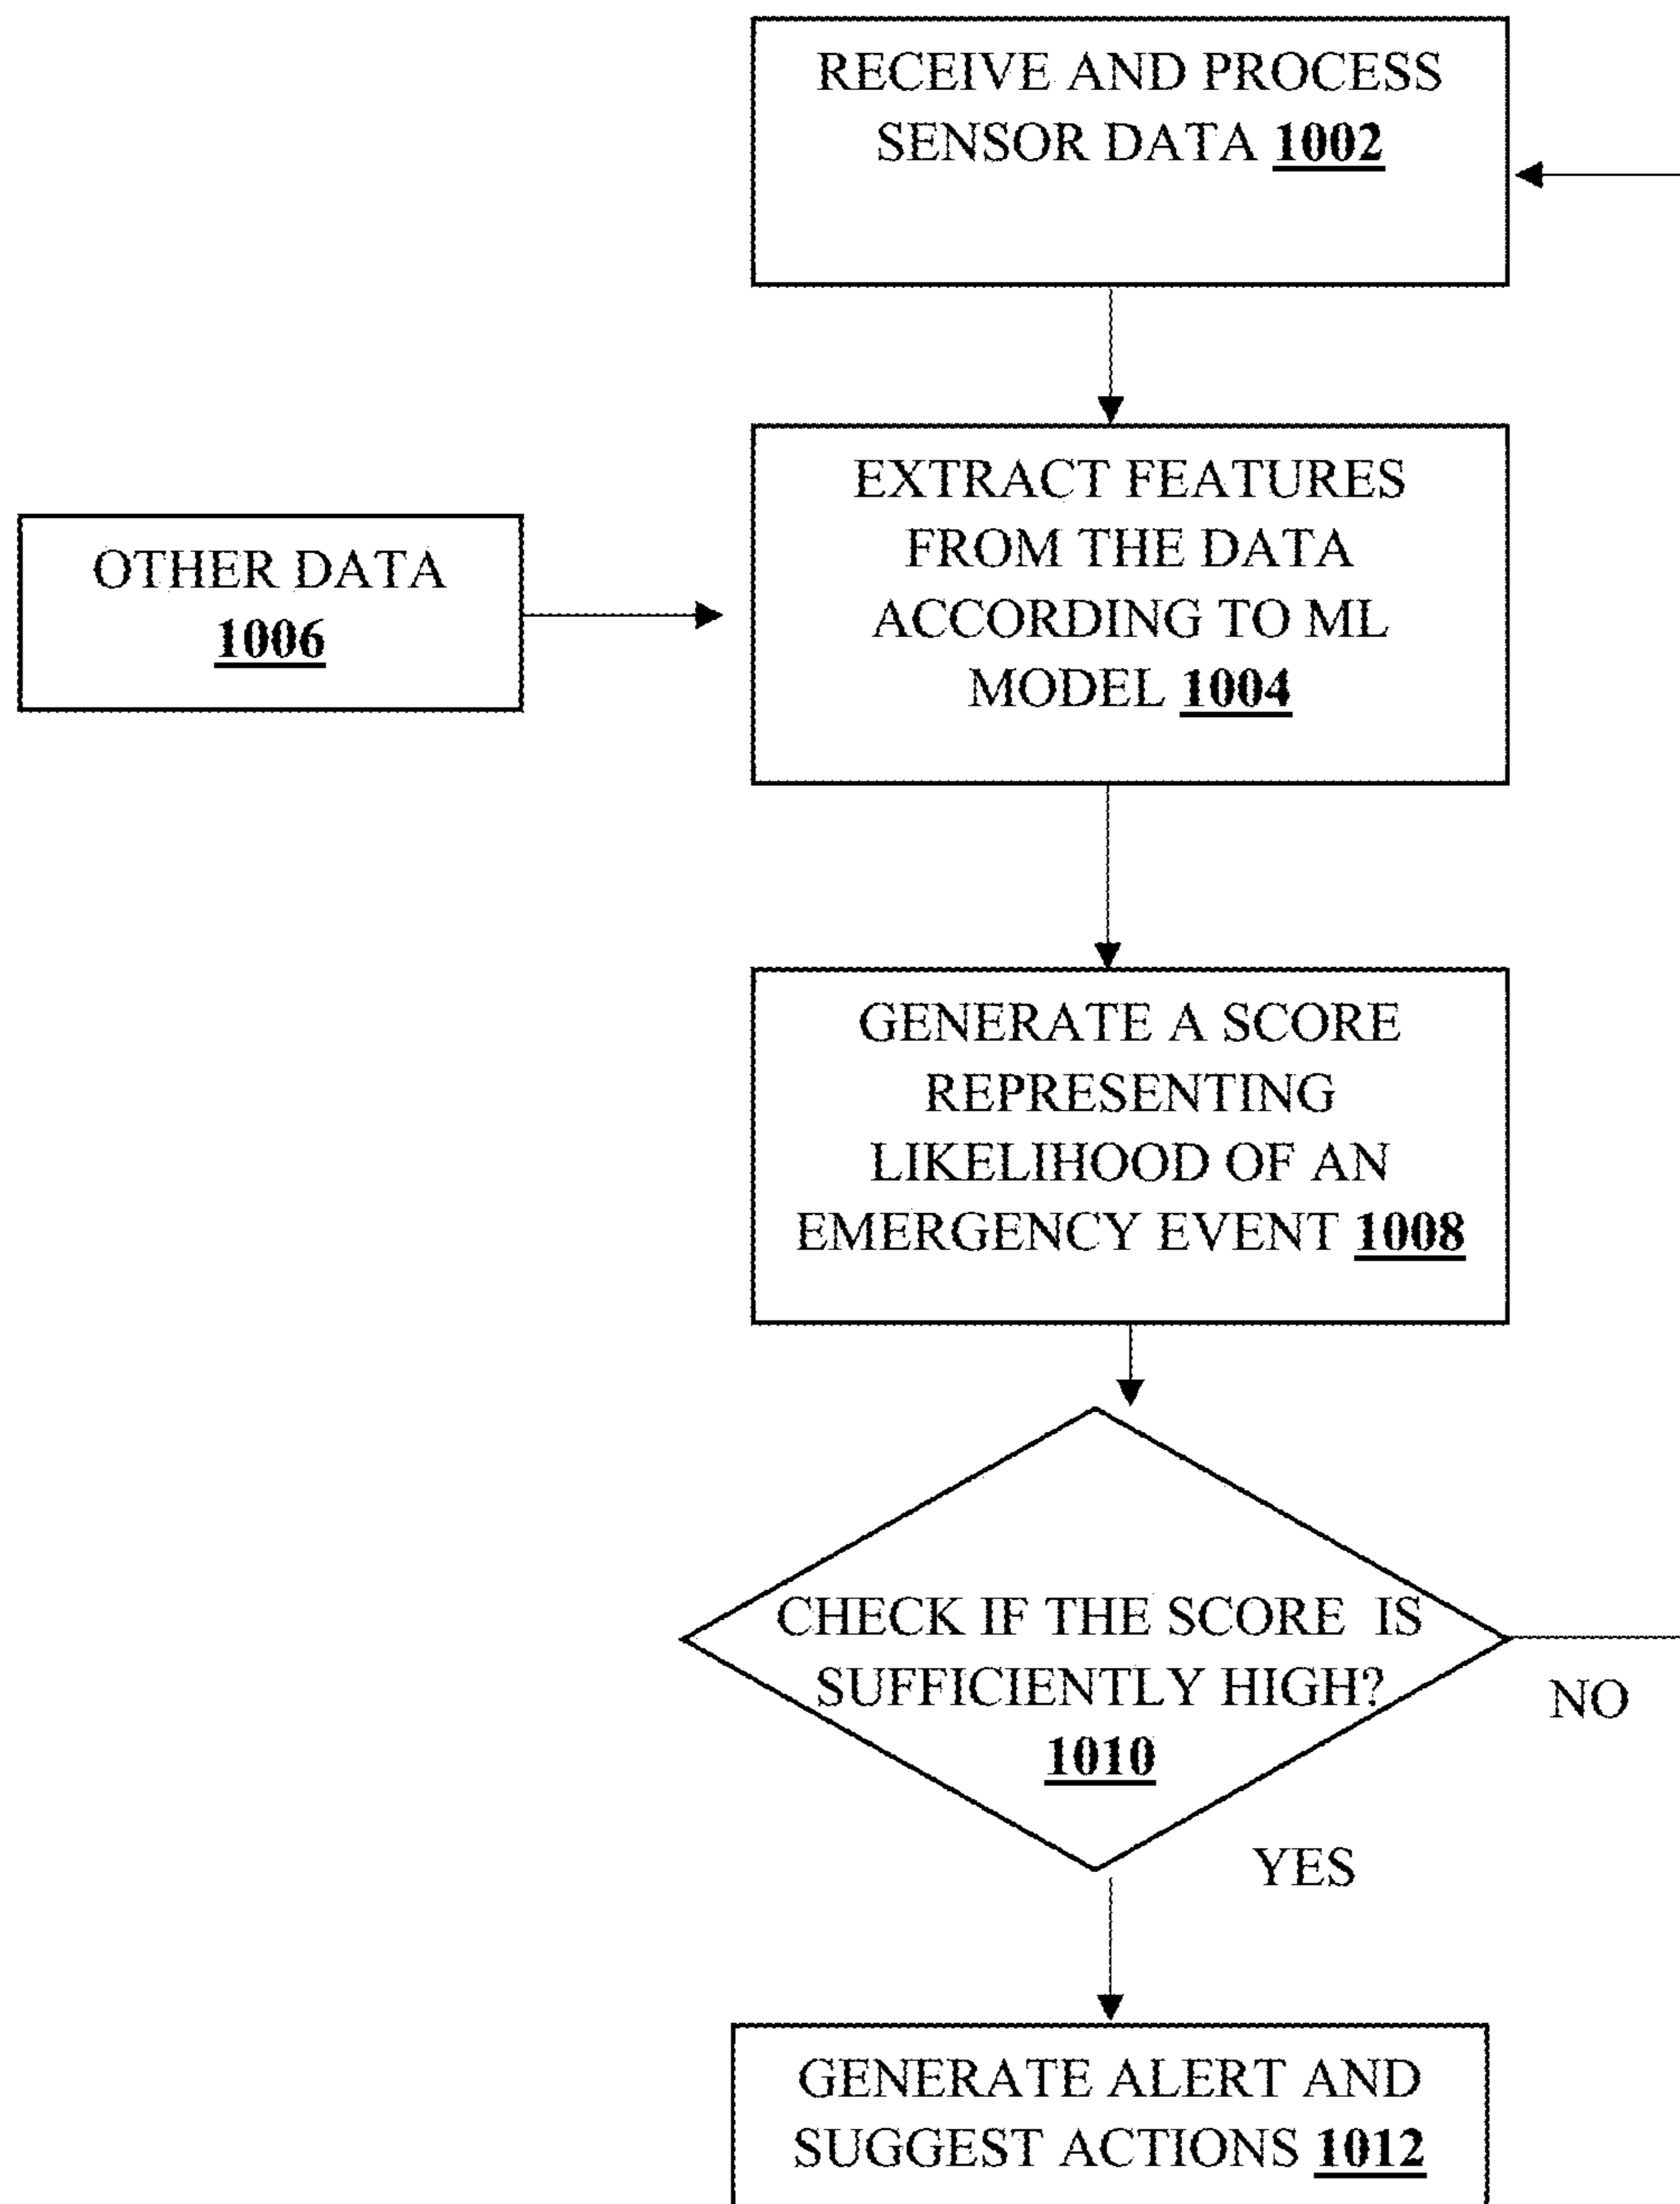 RECEIVE AND PROCESS
SENSOR DATA 1002
EXTRACT FEATURES
FROM THE DATA
ACCORDING TO ML
MODEL 1004
OTHER DATA
1006
GENERATE A SCORE
REPRESENTING
LIKELIHOOD OF AN
EMERGENCY EVENT 1008
CHECK IF THE SCORE IS
SUFFICIENTLY HIGH?
1010
NO
YES
GENERATE ALERT AND
SUGGEST ACTIONS 1012